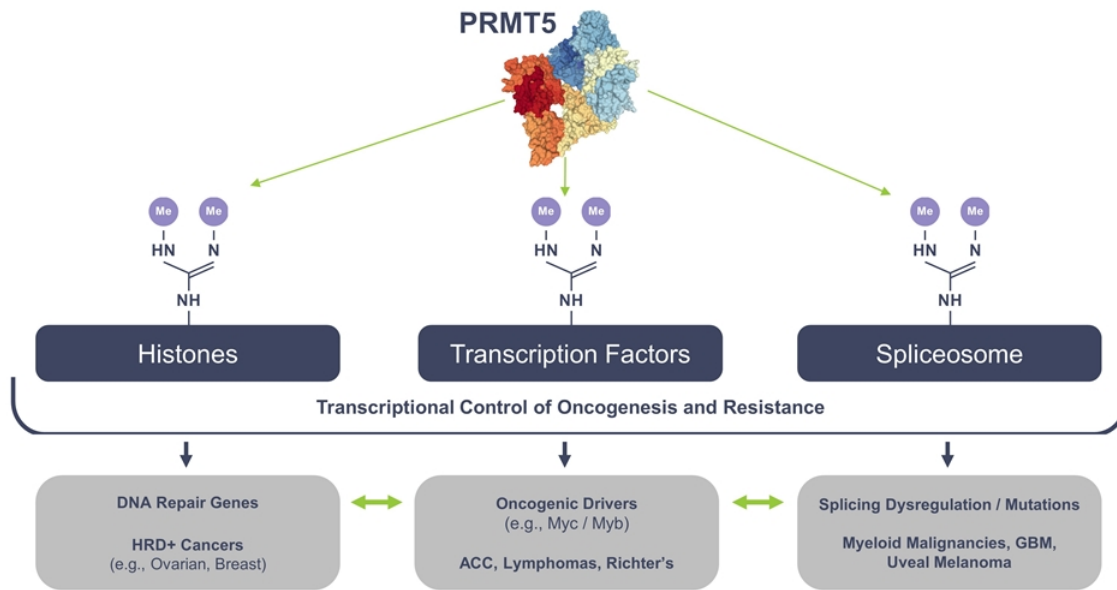 PRMT5
Me Me
HN N
NH
Me Me
HN N
NH
Me Me
HN N
NH
Histones
Transcription Factors
Spliceosome
Transcriptional Control of Oncogenesis and Resistance
DNA Repair Genes
HRD+ Cancers
(e.g., Ovarian, Breast)
Oncogenic Drivers
(e.g., Myc / Myb)
ACC, Lymphomas, Richter's
Splicing Dysregulation / Mutations
Myeloid Malignancies, GBM,
Uveal Melanoma